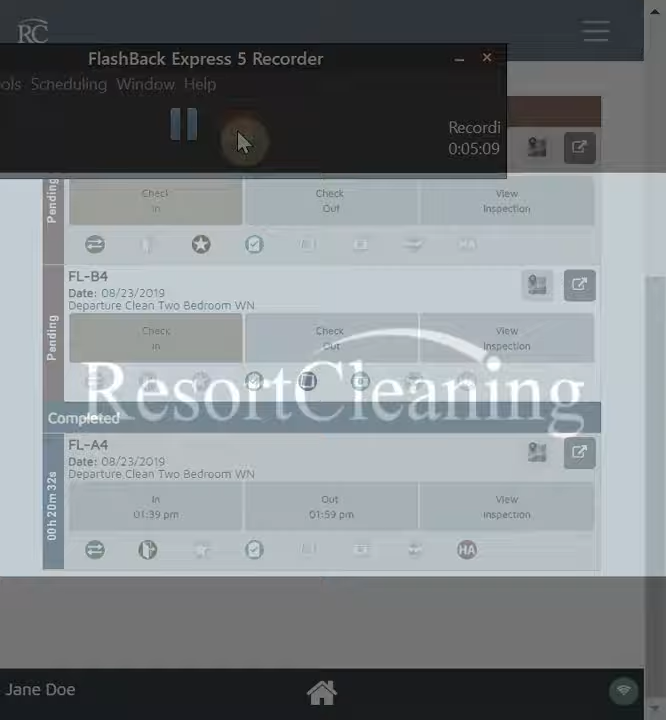 RC
FlashBack Express 5 Recorder
ols Scheduling Window Help
Recordi
0:05:09
Pending
Check In
Check Out
View Inspection
HA
FL-B4
Date: 08/23/2019
Departure Clean Two Bedroom WN
Pending
Check In
Check Out
View Inspection
ResortCleaning
Completed
FL-A4
Date: 08/23/2019
Departure Clean Two Bedroom WN
00h 20m 32s
In 01:39 pm
Out 01:59 pm
View Inspection
HA
Jane Doe